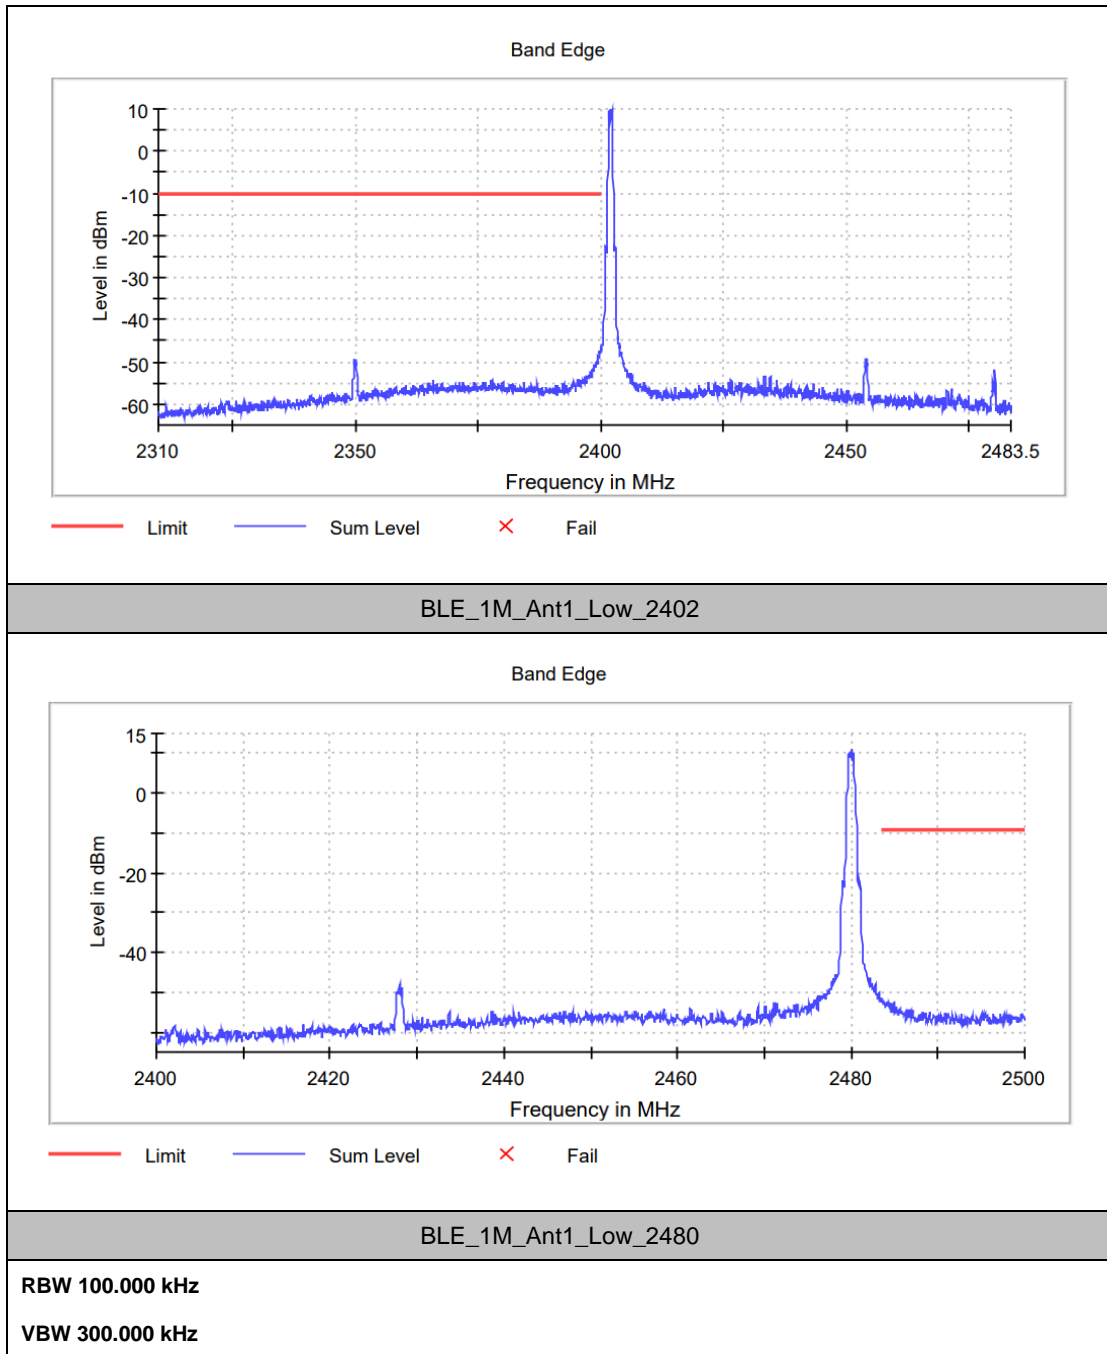 Band Edge
10
0
-10
-20
-30
-40
-50
-60
Level in dBm
2310 2350 2400 2450 2483.5
Frequency in MHz
Limit Sum Level Fail
BLE_1M_Ant1_Low_2402
Band Edge
15
0
-20
-40
Level in dBm
2400 2420 2440 2460 2480 2500
Frequency in MHz
Limit Sum Level Fail
BLE_1M_Ant1_Low_2480
RBW 100.000 kHz
VBW 300.000 kHz